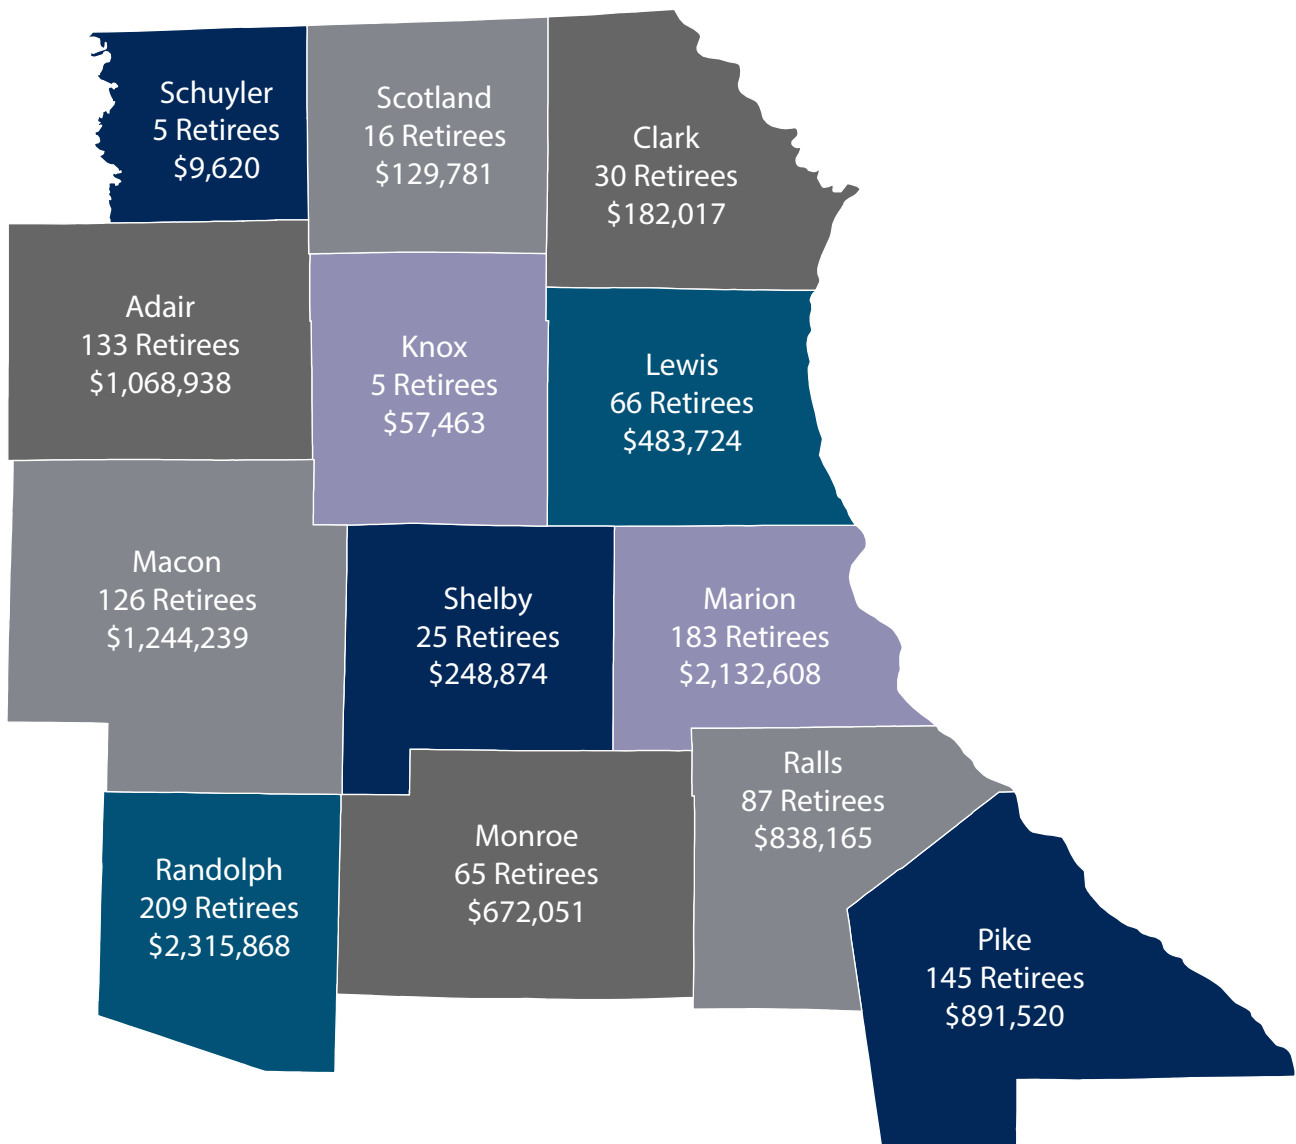 Schuyler
5 Retirees
$9,620
Scotland
16 Retirees
$129,781
Clark
30 Retirees
$182,017
Adair
133 Retirees
$1,068,938
Knox
5 Retirees
$57,463
Lewis
66 Retirees
$483,724
Macon
126 Retirees
$1,244,239
Shelby
25 Retirees
$248,874
Marion
183 Retirees
$2,132,608
Ralls
87 Retirees
$838,165
Randolph
209 Retirees
$2,315,868
Monroe
65 Retirees
$672,051
Pike
145 Retirees
$891,520